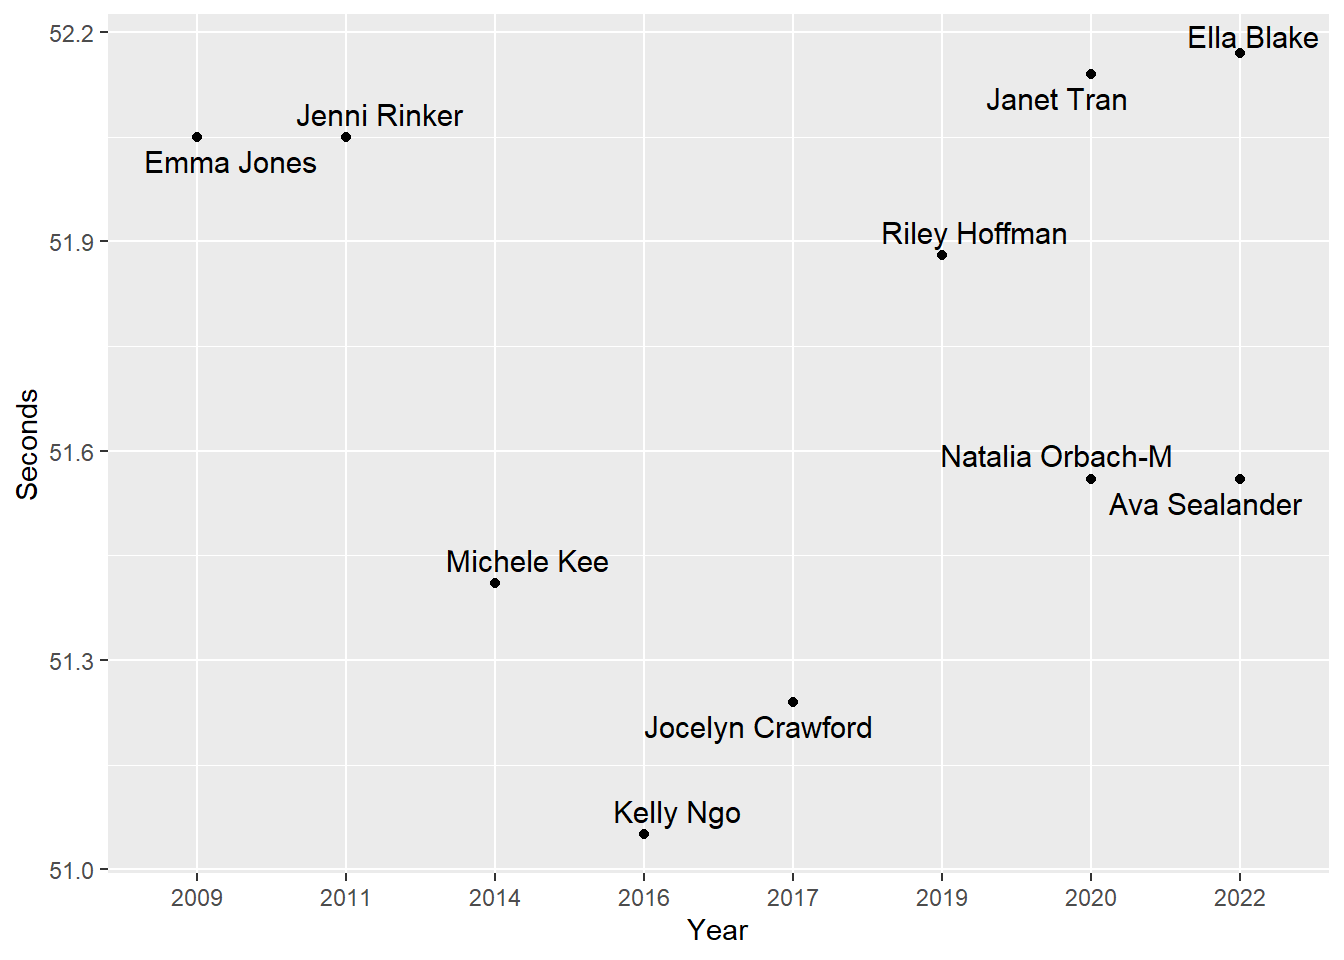 52.2
Ella Blake
Janet Tran
Jenni Rinker
Emma Jones
51.9
Riley Hoffman
Seconds
51.6
Natalia Orbach-M
Ava Sealander
Michele Kee
51.3
Jocelyn Crawford
Kelly Ngo
51.0
2009 2011 2014 2016 2017 2019 2020 2022
Year